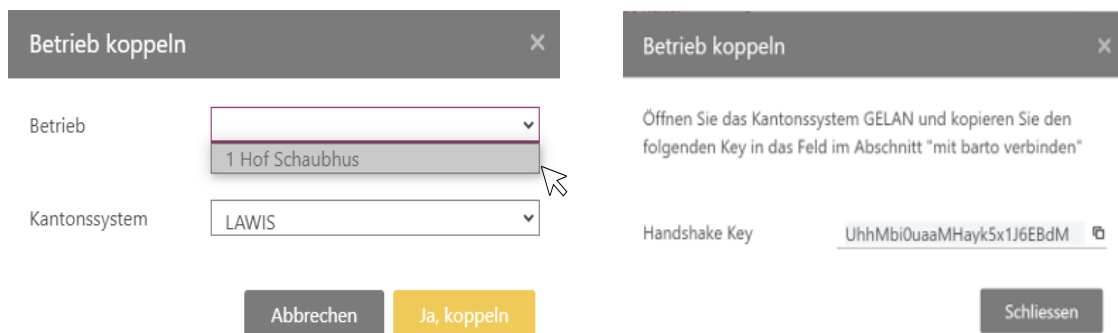 Betrieb koppeln ×
Betrieb
1 Hof Schaubhus
Kantonssystem LAWIS
Abbrechen Ja, koppeln
Betrieb koppeln ×
Öffnen Sie das Kantonssystem GELAN und kopieren Sie den
folgenden Key in das Feld im Abschnitt "mit barto verbinden"
Handshake Key UhhMbi0uaaMHayk5x1J6EBdM
Schliessen